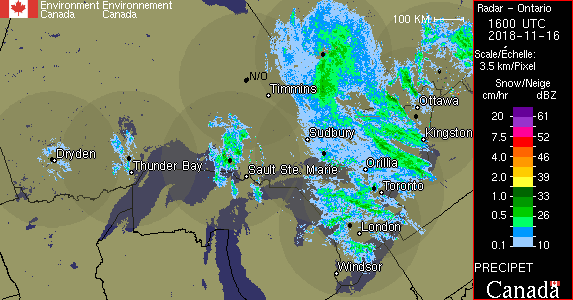 Environment Environnement
Canada Canada
100 KM
N/O
Timmins
Ottawa
Sudbury
Kingston
Dryden
Thunder Bay
Sault Ste. Marie
Orillia
Toronto
London
Windsor
Radar - Ontario
1600 UTC
2018-11-16
Scale/Échelle:
3.5 km/Pixel
Snow/Neige
cm/hr dBZ
20 61
7.5 52
4.0 46
2.0 39
1.0 33
0.5 26
0.1 10
PRECIPET
Canada